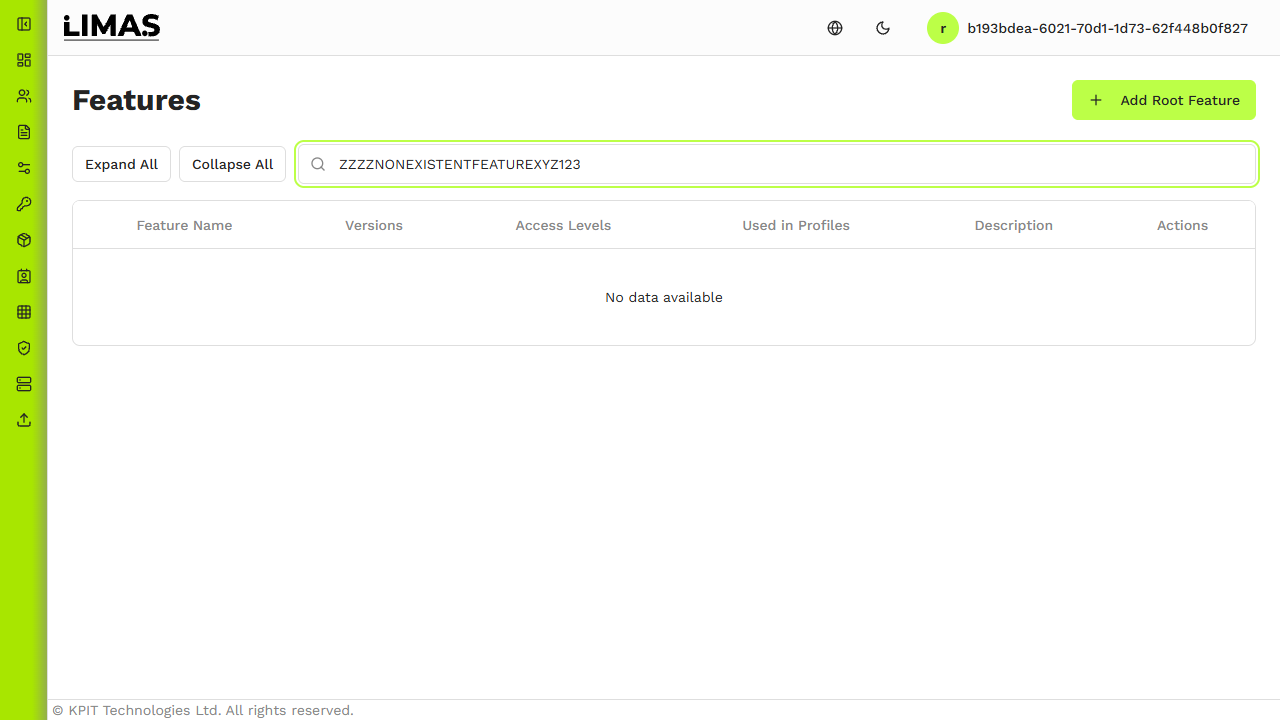 LIMAS
r
b193bdea-6021-70d1-1d73-62f448b0f827
Features
Add Root Feature
Expand All
Collapse All
ZZZZNONEXISTENTFEATUREXYZ123
Feature Name
Versions
Access Levels
Used in Profiles
Description
Actions
No data available
© KPIT Technologies Ltd. All rights reserved.